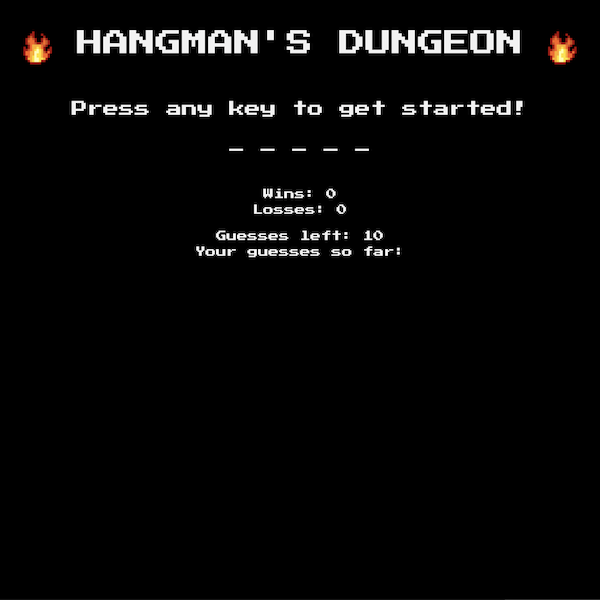 HANGMAN'S DUNGEON
Press any key to get started!
_ _ _ _ _
Wins: 0
Losses: 0
Guesses left: 10
Your guesses so far: